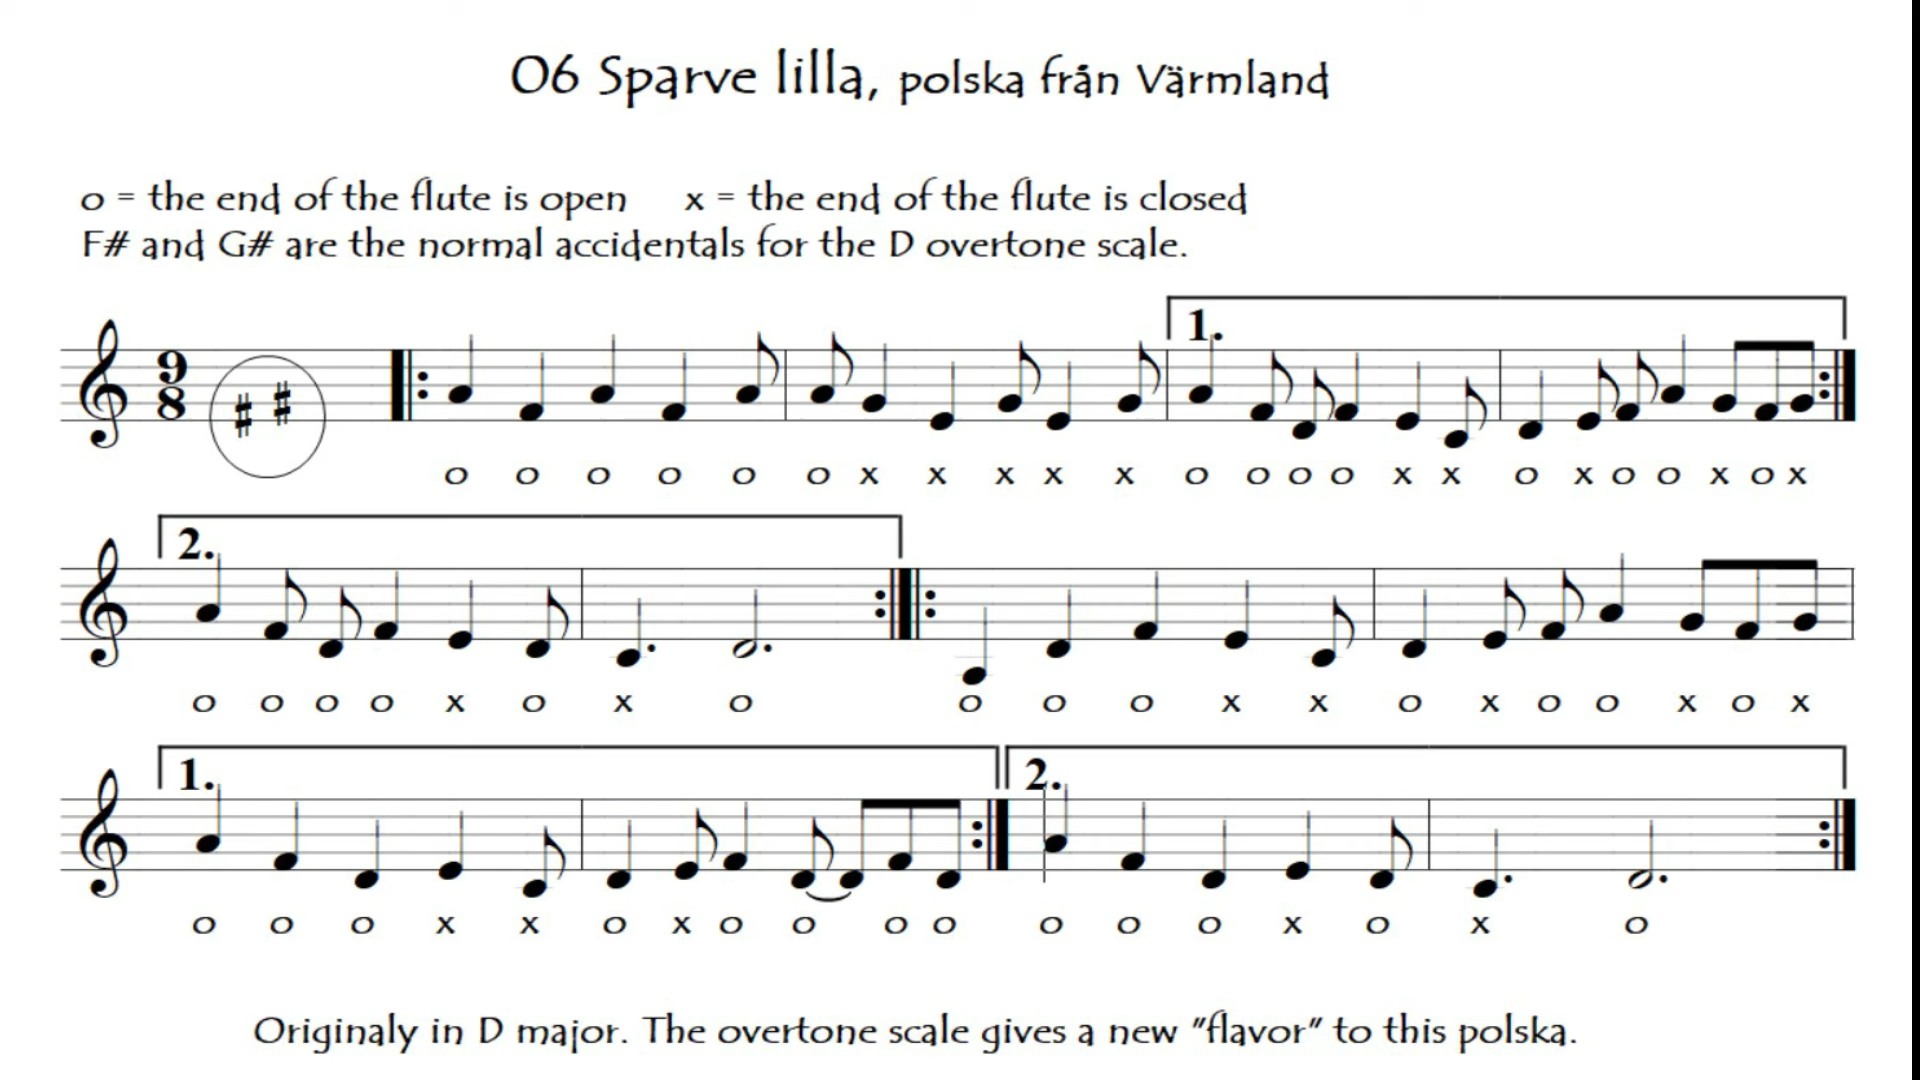 06 Sparve lilla, polska från Värmland
o = the end of the flute is open x = the end of the flute is closed
F# and G# are the normal accidentals for the D overtone scale.
1.
9
8
o o o o o o x x x x x o o o o x x o x o o x o x
2.
o o o o x o x o o o o x x o x o o x o x
1. 2.
o o o x x o x o o o o o o o x o x o
Originaly in D major. The overtone scale gives a new "flavor" to this polska.